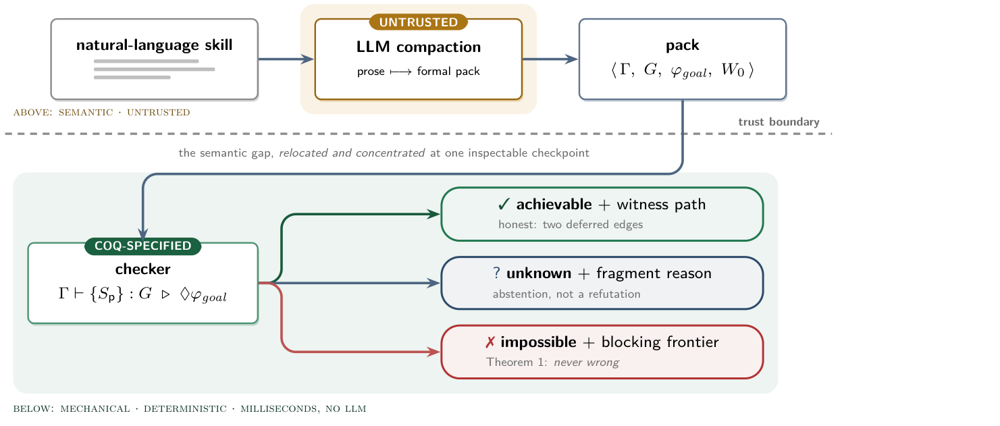 UNTRUSTED
natural-language skill
LLM compaction
prose ⟼ formal pack
pack
⟨ Γ, G, φ_goal, W_0 ⟩
ABOVE: SEMANTIC · UNTRUSTED
trust boundary
the semantic gap, relocated and concentrated at one inspectable checkpoint
COQ-SPECIFIED
checker
Γ ⊢ {S_p} : G ▷ ◊φ_goal
✓ achievable + witness path
honest: two deferred edges
? unknown + fragment reason
abstention, not a refutation
✗ impossible + blocking frontier
Theorem 1: never wrong
BELOW: MECHANICAL · DETERMINISTIC · MILLISECONDS, NO LLM